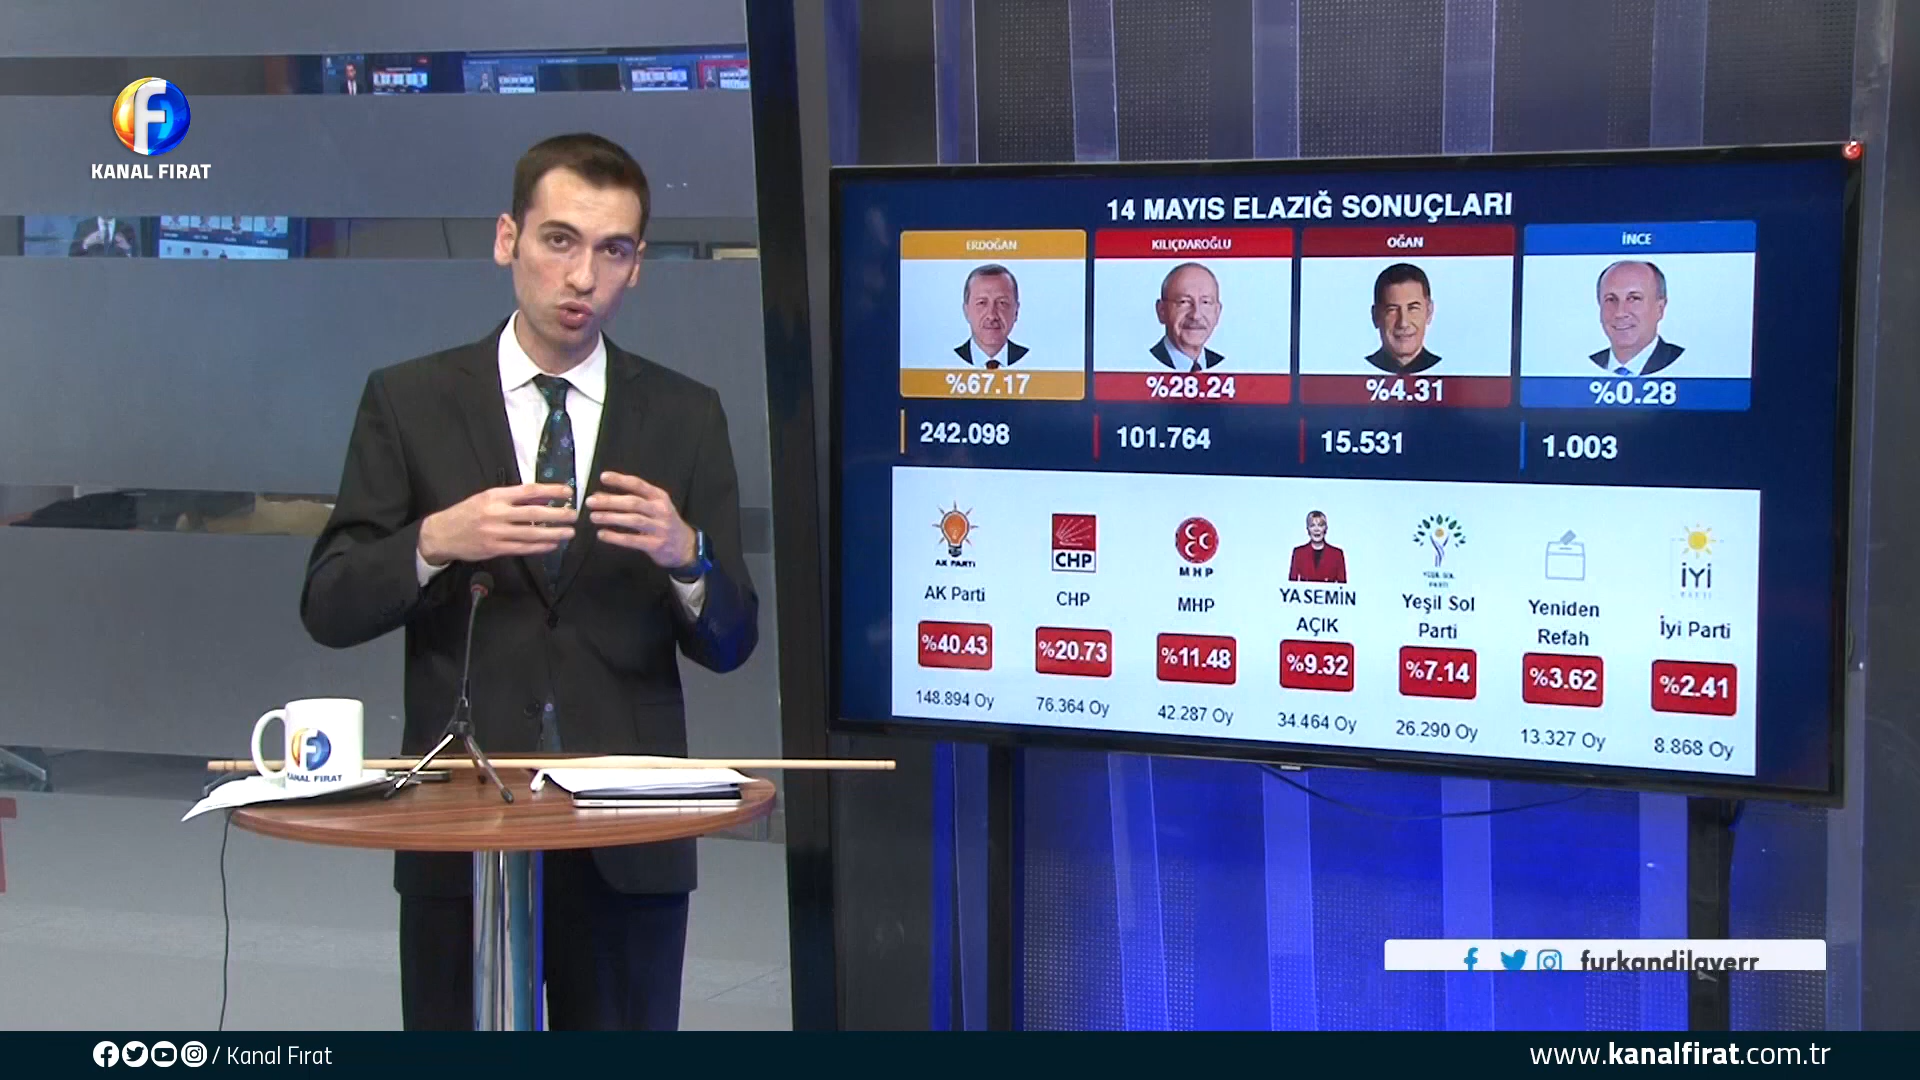 KANAL FIRAT
14 MAYIS ELAZIĞ SONUÇLARI
ERDOĞAN KILIÇDAROĞLU OĞAN İNCE
%67.17 %28.24 %4.31 %0.28
242.098 101.764 15.531 1.003
AK PARTİ CHP MHP YEŞİL SOL PARTİ İYİ PARTİ
AK Parti CHP MHP YASEMİN AÇIK Yeşil Sol Parti Yeniden Refah İyi Parti
%40.43 %20.73 %11.48 %9.32 %7.14 %3.62 %2.41
148.894 Oy 76.364 Oy 42.287 Oy 34.464 Oy 26.290 Oy 13.327 Oy 8.868 Oy
KANAL FIRAT
furkandilaverr
/ Kanal Fırat
www.kanalfirat.com.tr